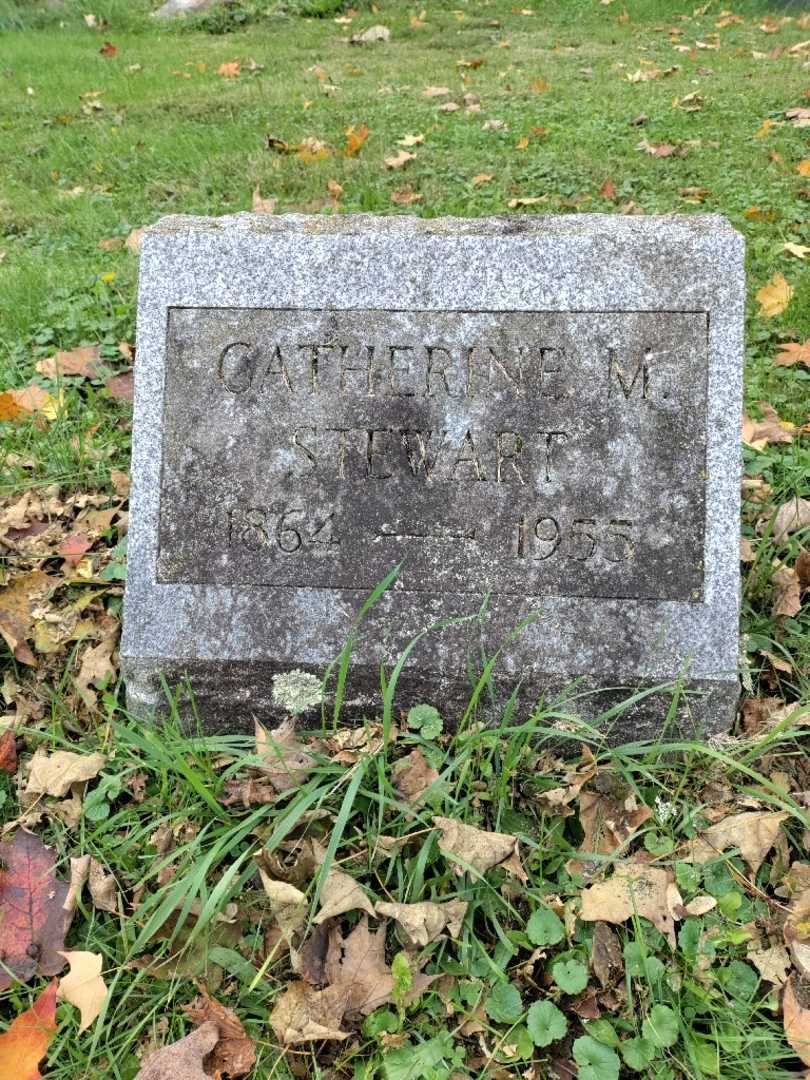 CATHERINE M.
STEWART
1864 — 1955